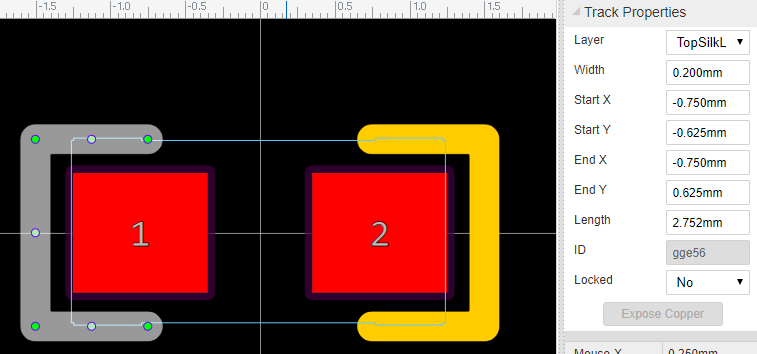 -1.5 -1.0 -0.5 0 0.5 1.0 1.5
1 2
Track Properties
Layer TopSilkL
Width 0.200mm
Start X -0.750mm
Start Y -0.625mm
End X -0.750mm
End Y 0.625mm
Length 2.752mm
ID gge56
Locked No
Expose Copper
Mouse-X 0.250mm